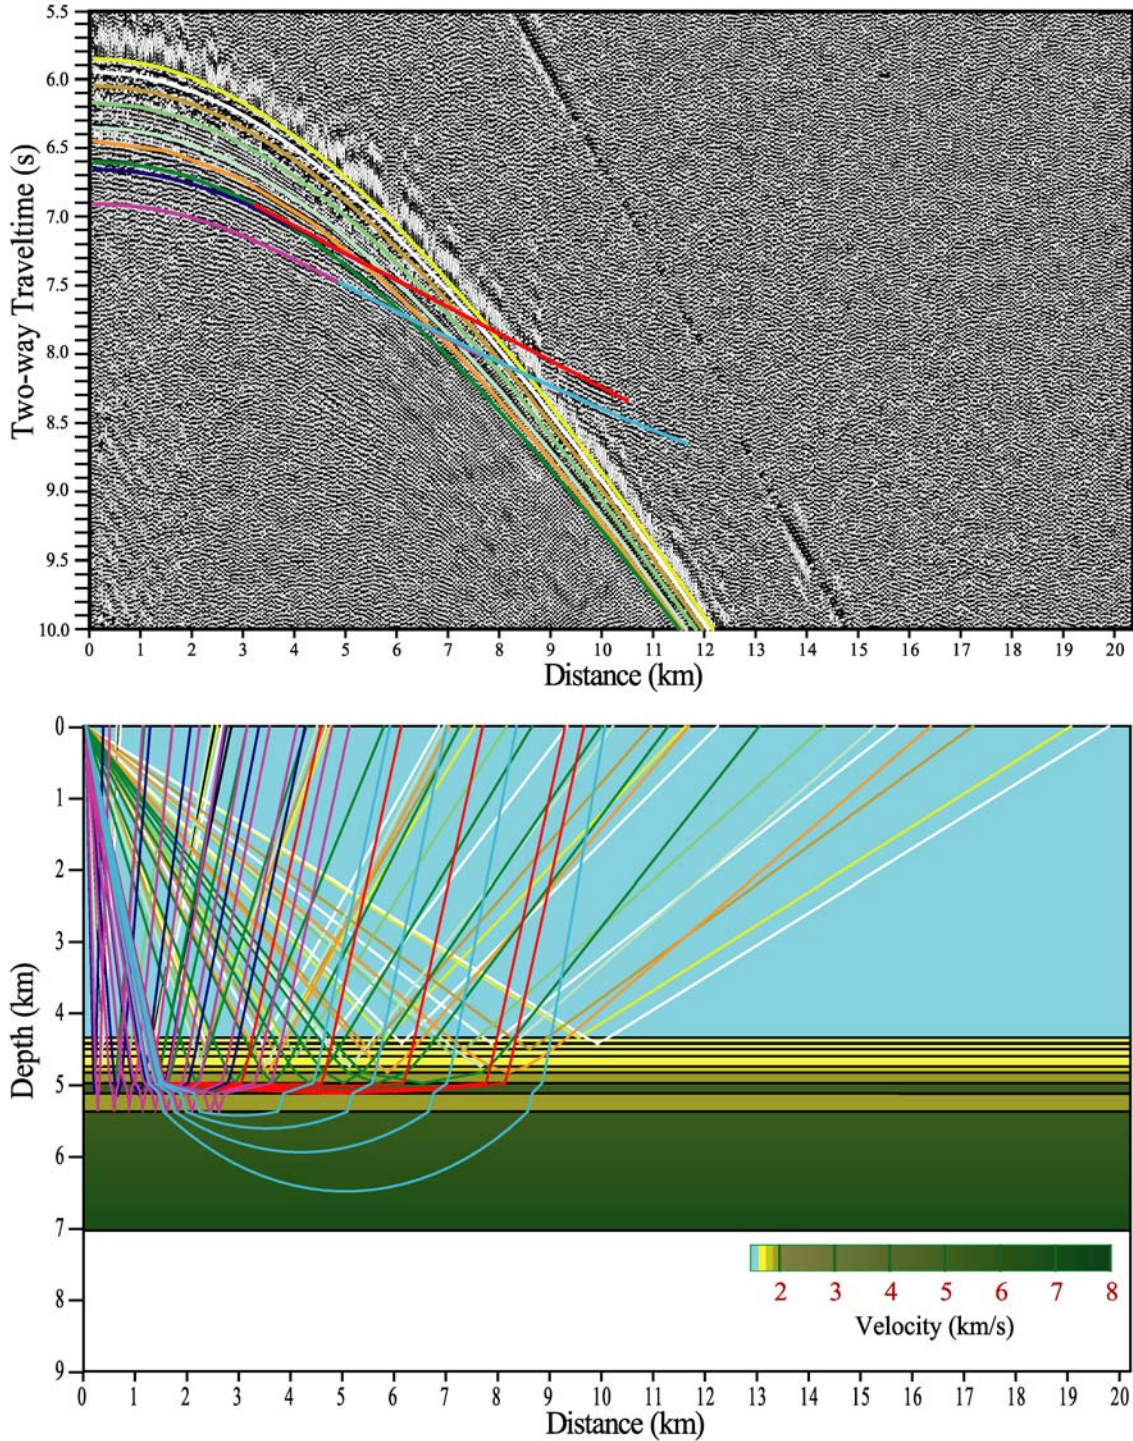 5.5
6.0
6.5
7.0
7.5
8.0
8.5
9.0
9.5
10.0
Two-way Traveltime (s)
0 1 2 3 4 5 6 7 8 9 10 11 12 13 14 15 16 17 18 19 20
Distance (km)
0
1
2
3
4
5
6
7
8
9
Depth (km)
2 3 4 5 6 7 8
Velocity (km/s)
0 1 2 3 4 5 6 7 8 9 10 11 12 13 14 15 16 17 18 19 20
Distance (km)